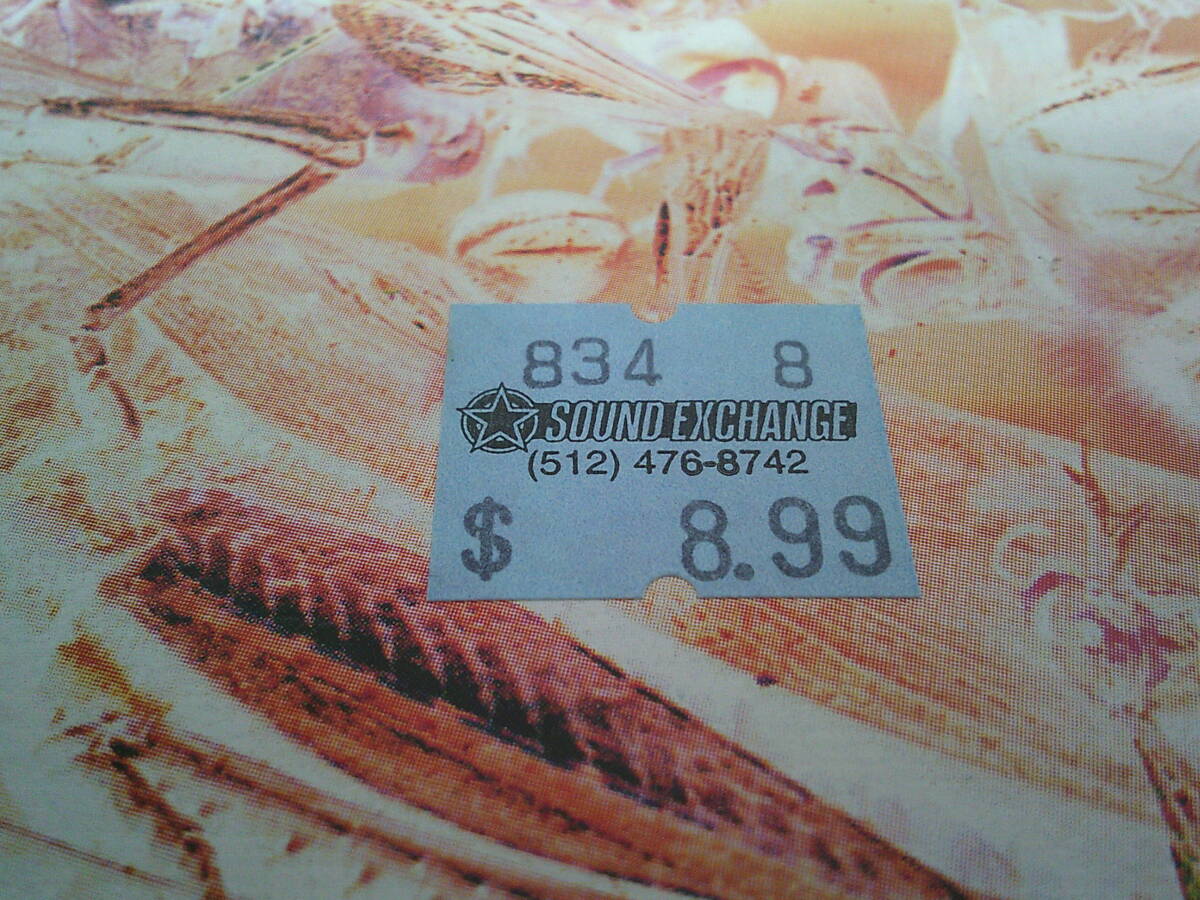 834 8
SOUND EXCHANGE
(512) 476-8742
$ 8.99